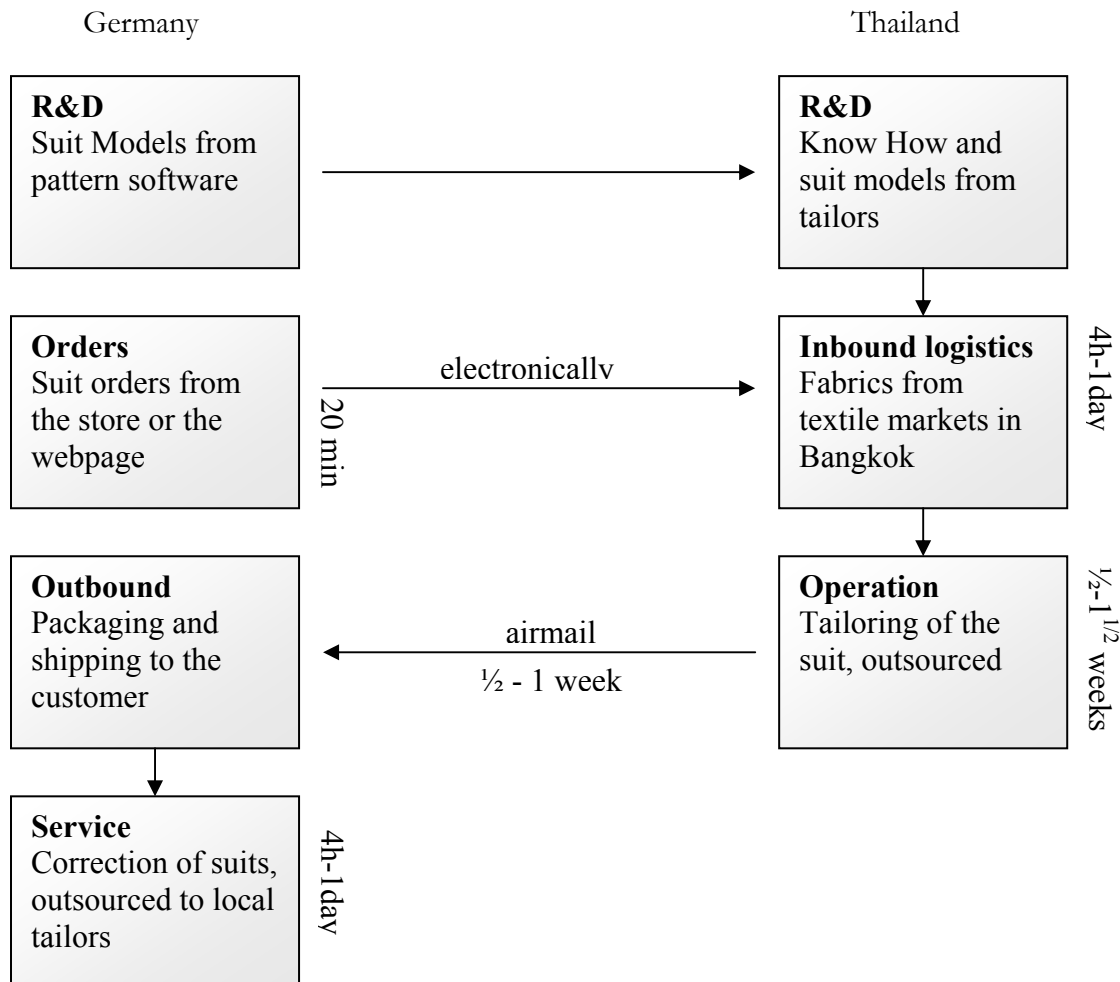 Germany
Thailand
R&D
Suit Models from
pattern software
R&D
Know How and
suit models from
tailors
Orders
Suit orders from
the store or the
webpage
20 min
electronicallv
Inbound logistics
Fabrics from
textile markets in
Bangkok
4h-1day
Outbound
Packaging and
shipping to the
customer
airmail
½ - 1 week
Operation
Tailoring of the
suit, outsourced
½-1½
weeks
Service
Correction of suits,
outsourced to local
tailors
4h-1day